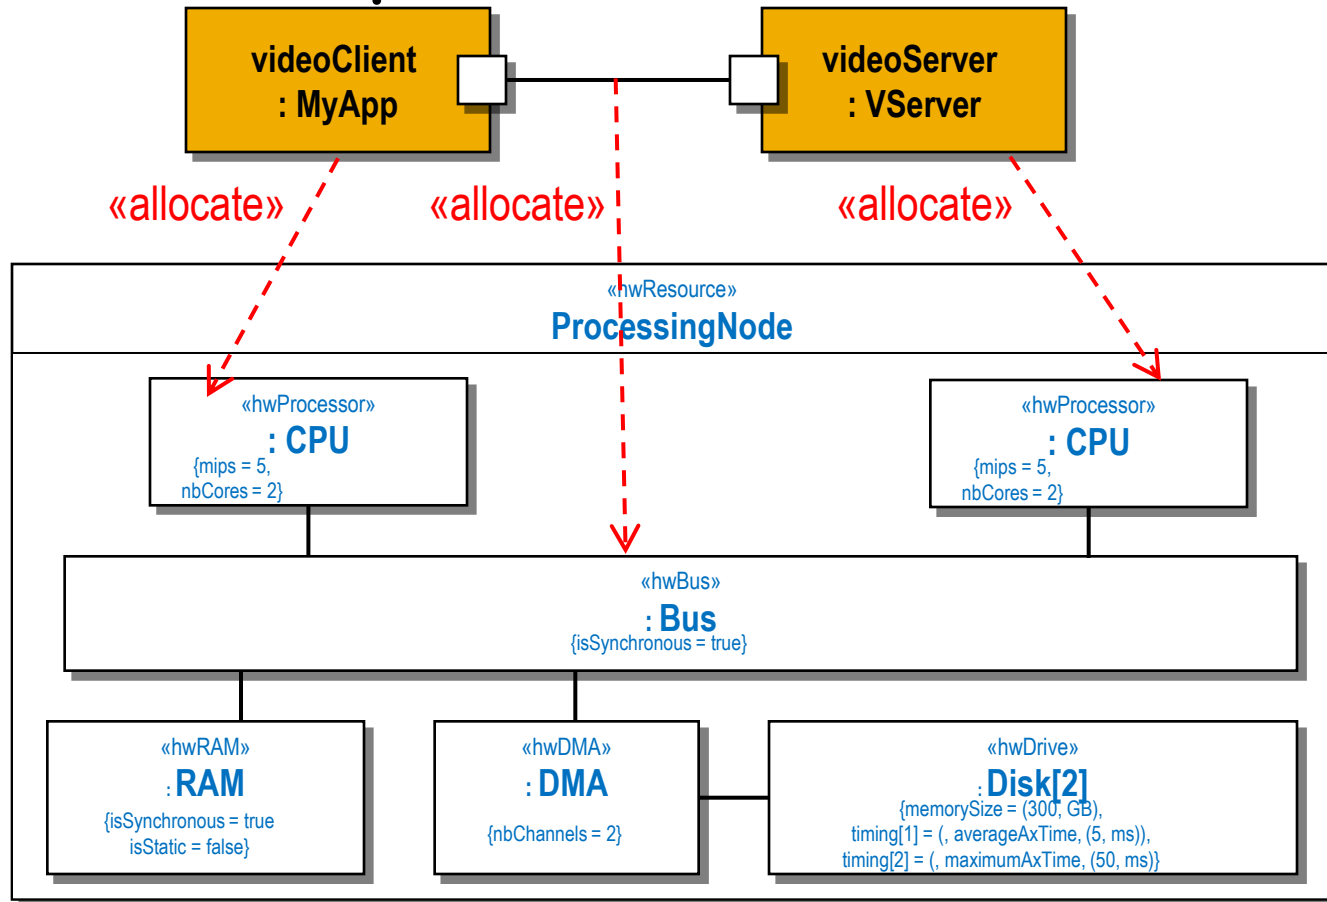 videoClient
: MyApp
videoServer
: VServer
«allocate»
«allocate»
«allocate»
«hwResource»
ProcessingNode
«hwProcessor»
: CPU
{mips = 5,
nbCores = 2}
«hwProcessor»
: CPU
{mips = 5,
nbCores = 2}
«hwBus»
: Bus
{isSynchronous = true}
«hwRAM»
: RAM
{isSynchronous = true
isStatic = false}
«hwDMA»
: DMA
{nbChannels = 2}
«hwDrive»
: Disk[2]
{memorySize = (300, GB),
timing[1] = (, averageAxTime, (5, ms)),
timing[2] = (, maximumAxTime, (50, ms)}